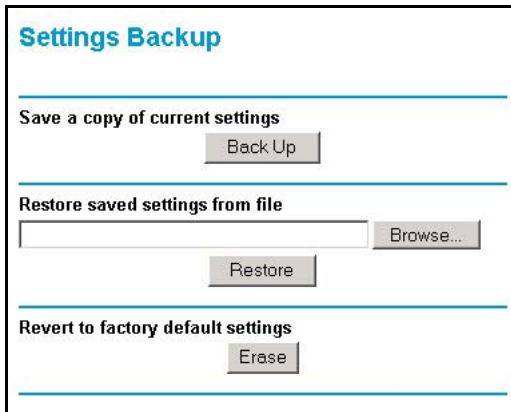 Settings Backup
Save a copy of current settings
Back Up
Restore saved settings from file
Browse...
Restore
Revert to factory default settings
Erase